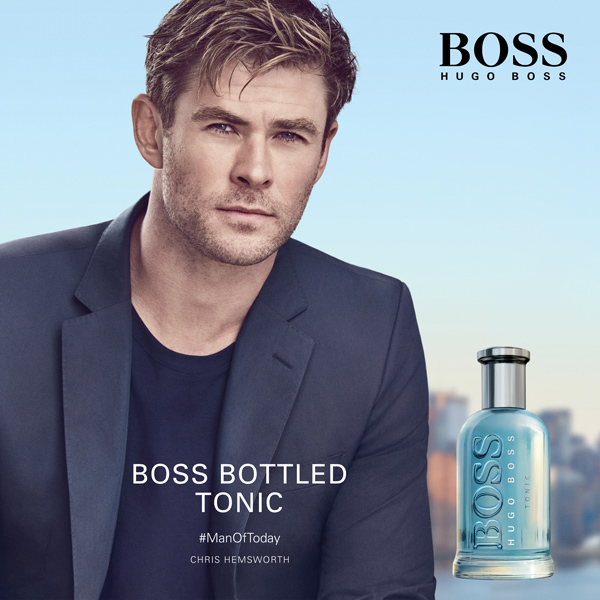 BOSS
HUGO BOSS
BOSS BOTTLED
TONIC
#ManOfToday
CHRIS HEMSWORTH
BOSS
HUGO BOSS
TONIC